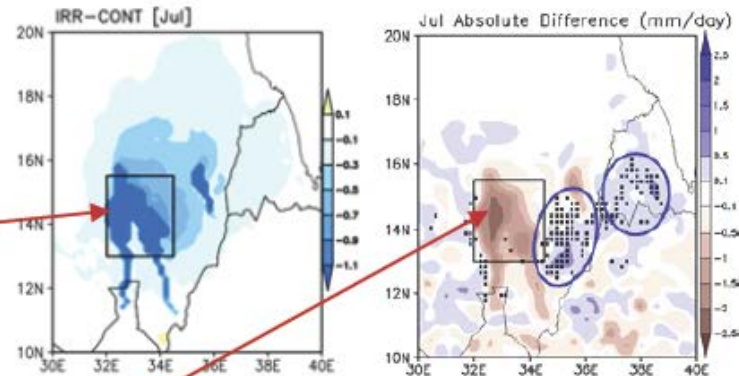 IRR-CONT [Jul]
20N
18N
16N
14N
12N
10N
30E 32E 34E 36E 38E 40E
0.1
-0.1
-0.3
-0.5
-0.7
-0.9
-1.1
Jul Absolute Difference (mm/day)
20N
18N
16N
14N
12N
10N
30E 32E 34E 36E 38E 40E
2.5
2
1.5
1
0.5
0.1
-0.1
-0.5
-1
-1.5
-2
-2.5